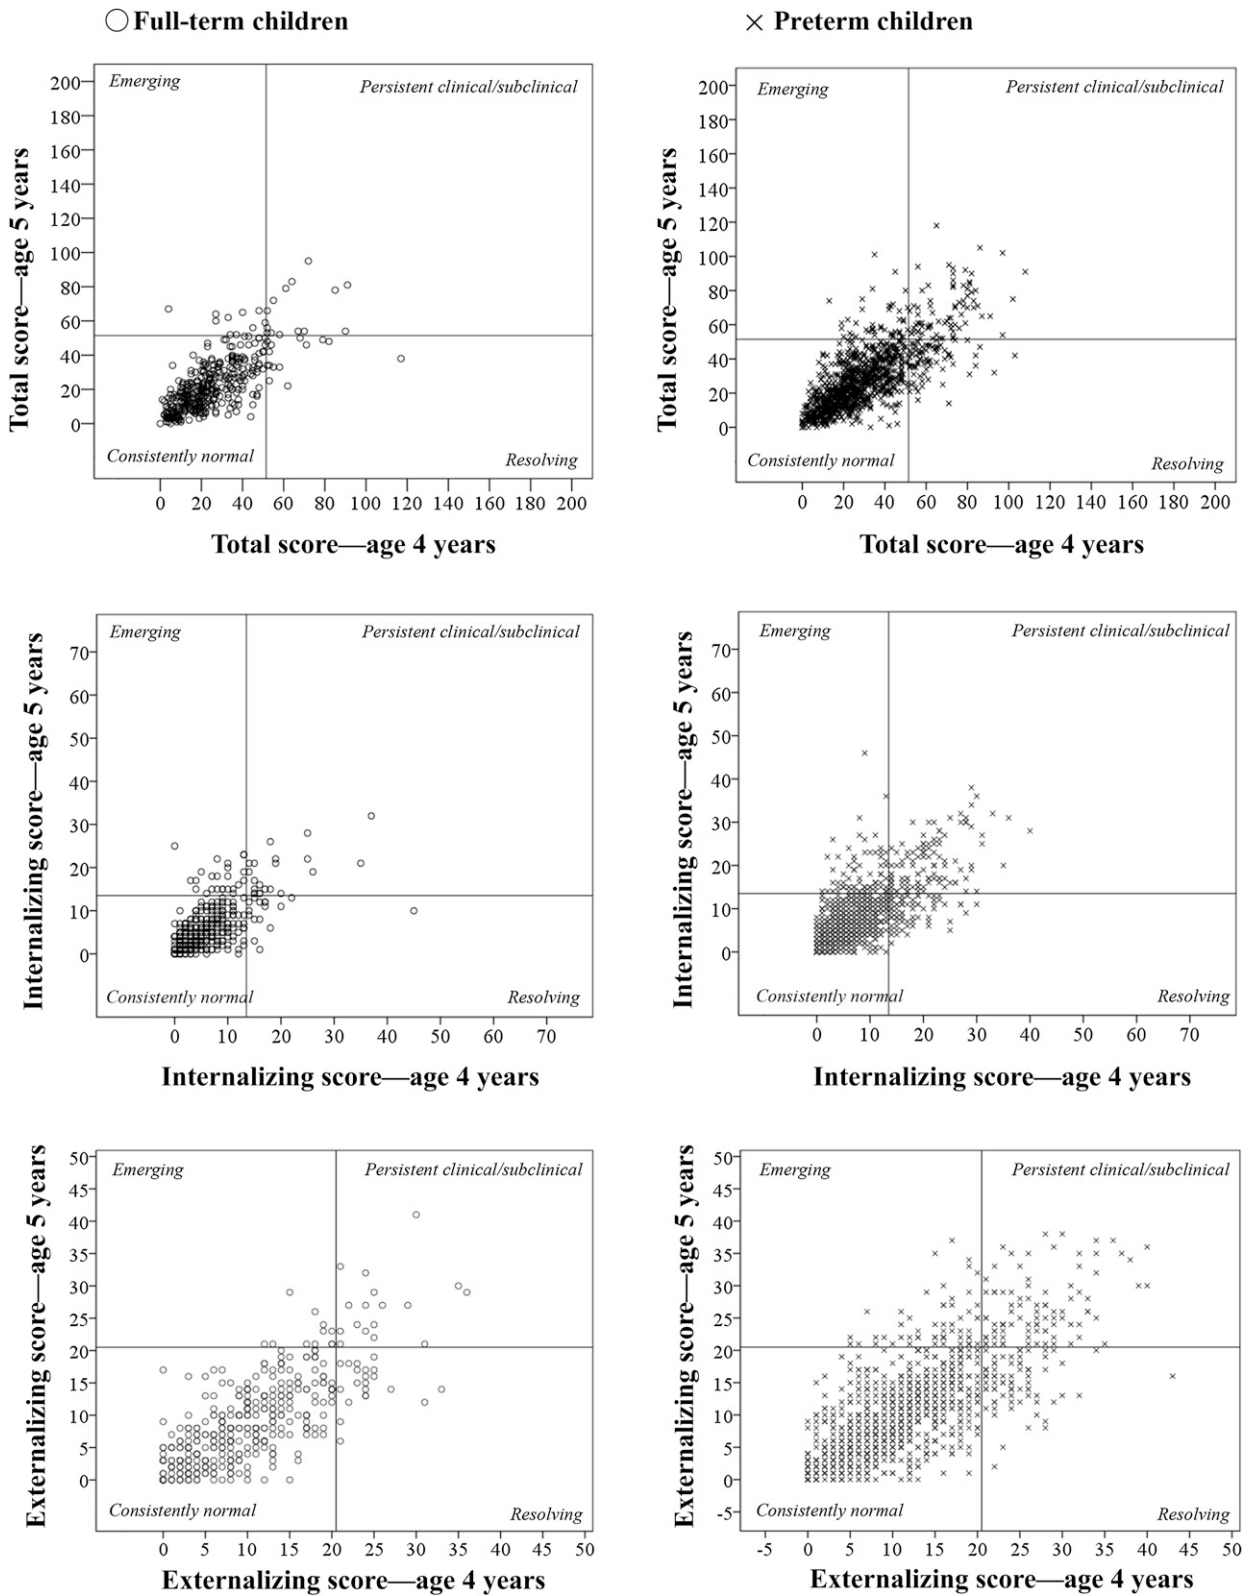 Full-term children
Preterm children
Emerging
Persistent clinical/subclinical
200
180
160
140
120
100
80
60
40
20
0
Total score—age 5 years
Consistently normal
Resolving
0 20 40 60 80 100 120 140 160 180 200
Total score—age 4 years
Emerging
Persistent clinical/subclinical
200
180
160
140
120
100
80
60
40
20
0
Total score—age 5 years
Consistently normal
Resolving
0 20 40 60 80 100 120 140 160 180 200
Total score—age 4 years
Emerging
Persistent clinical/subclinical
70
60
50
40
30
20
10
0
Internalizing score—age 5 years
Consistently normal
Resolving
0 10 20 30 40 50 60 70
Internalizing score—age 4 years
Emerging
Persistent clinical/subclinical
70
60
50
40
30
20
10
0
Internalizing score—age 5 years
Consistently normal
Resolving
0 10 20 30 40 50 60 70
Internalizing score—age 4 years
Emerging
Persistent clinical/subclinical
50
45
40
35
30
25
20
15
10
5
0
Externalizing score—age 5 years
Consistently normal
Resolving
0 5 10 15 20 25 30 35 40 45 50
Externalizing score—age 4 years
Emerging
Persistent clinical/subclinical
50
45
40
35
30
25
20
15
10
5
0
-5
Externalizing score—age 5 years
Consistently normal
Resolving
-5 0 5 10 15 20 25 30 35 40 45 50
Externalizing score—age 4 years